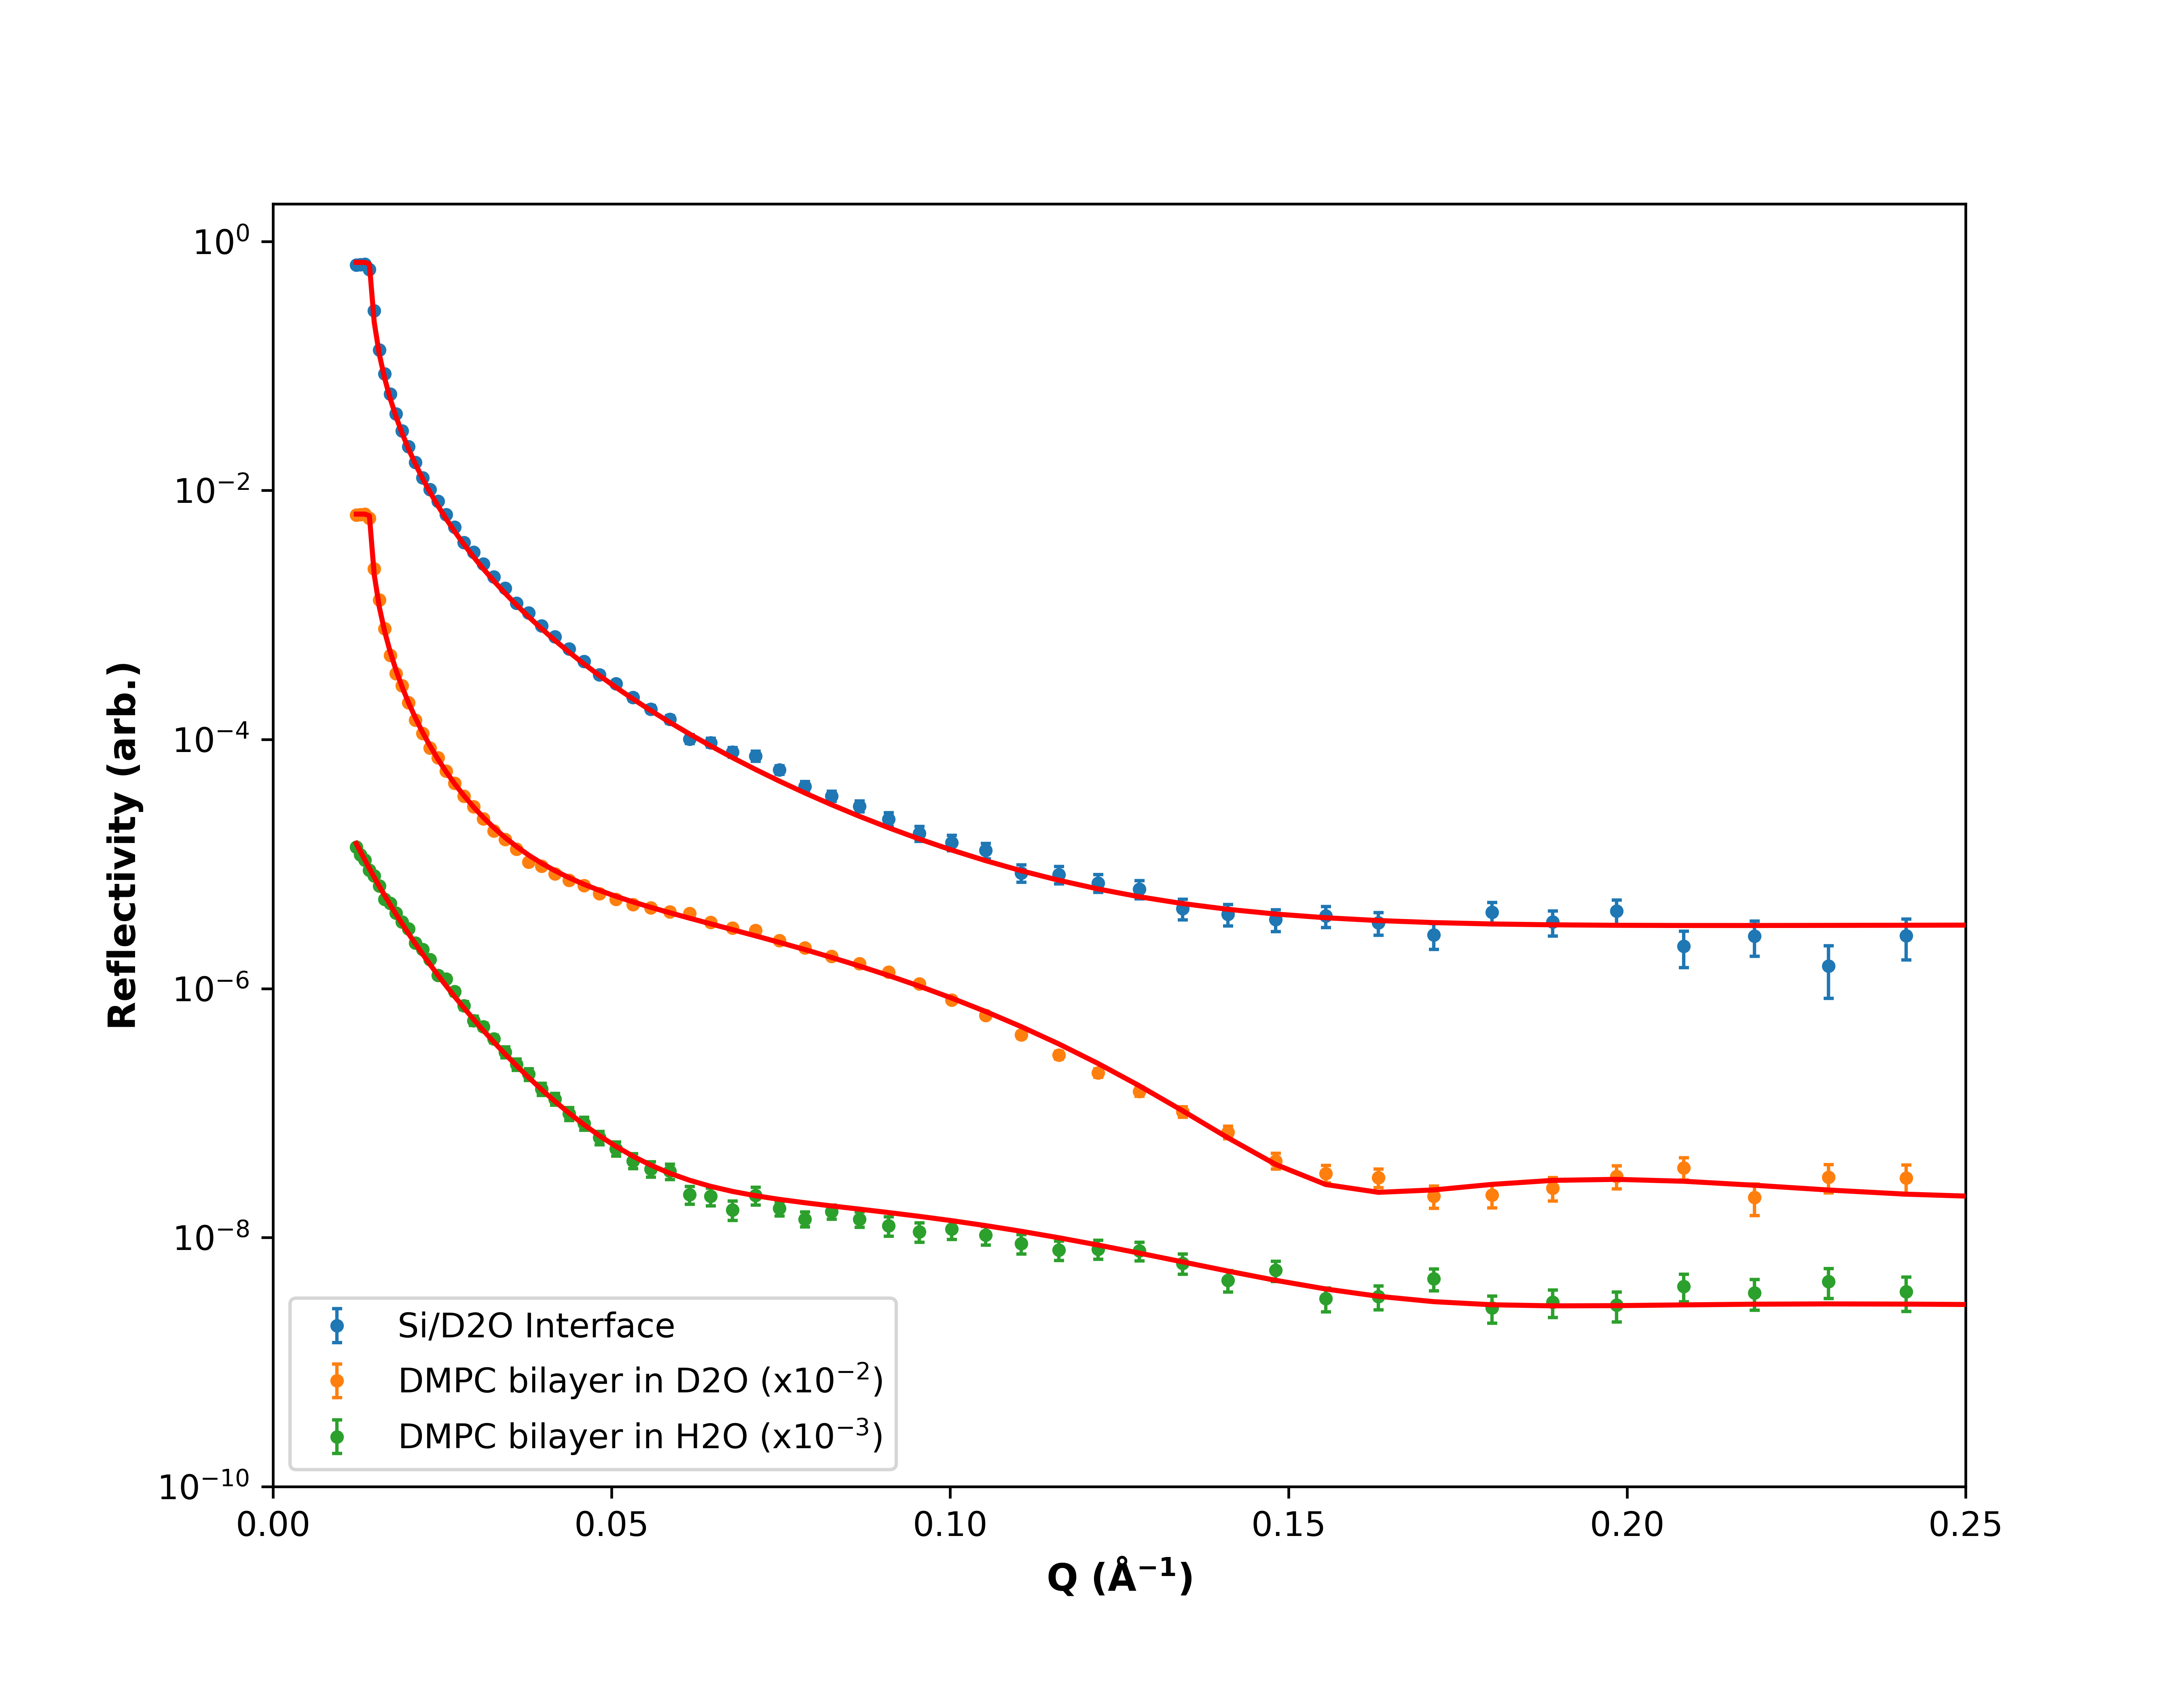 Reflectivity (arb.)
10⁰
10⁻²
10⁻⁴
10⁻⁶
10⁻⁸
10⁻¹⁰
Si/D2O Interface
DMPC bilayer in D2O (x10⁻²)
DMPC bilayer in H2O (x10⁻³)
0.00 0.05 0.10 0.15 0.20 0.25
Q (Å⁻¹)